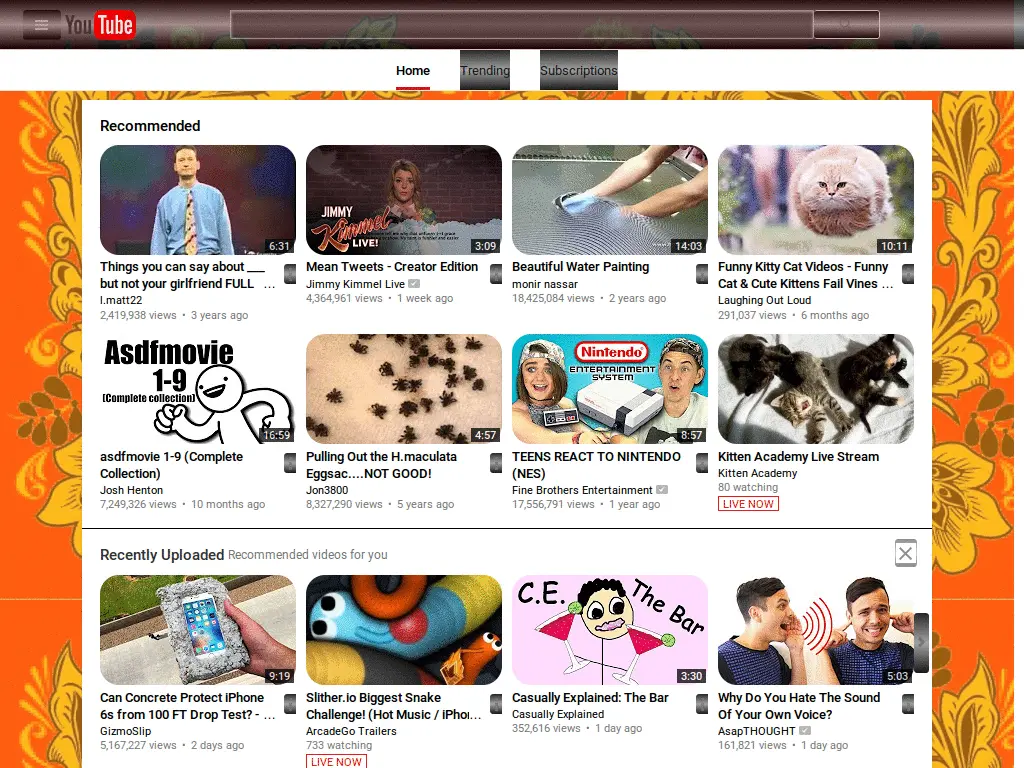 YouTube
Home Trending Subscriptions
Recommended
6:31
JIMMY
Kimmel
LIVE!
3:09
14:03
10:11
Things you can say about ___
but not your girlfriend FULL ...
l.matt22
2,419,938 views • 3 years ago
Mean Tweets - Creator Edition
Jimmy Kimmel Live
4,364,961 views • 1 week ago
Beautiful Water Painting
monir nassar
18,425,084 views • 2 years ago
Funny Kitty Cat Videos - Funny
Cat & Cute Kittens Fail Vines ...
Laughing Out Loud
291,037 views • 6 months ago
Asdfmovie
1-9
(Complete collection)
16:59
4:57
Nintendo
ENTERTAINMENT
SYSTEM
8:57
asdfmovie 1-9 (Complete
Collection)
Josh Henton
7,249,326 views • 10 months ago
Pulling Out the H.maculata
Eggsac....NOT GOOD!
Jon3800
8,327,290 views • 5 years ago
TEENS REACT TO NINTENDO
(NES)
Fine Brothers Entertainment
17,556,791 views • 1 year ago
Kitten Academy Live Stream
Kitten Academy
80 watching
LIVE NOW
Recently Uploaded Recommended videos for you
9:19
C.E. The Bar
3:30
5:03
Can Concrete Protect iPhone
6s from 100 FT Drop Test? - ...
GizmoSlip
5,167,227 views • 2 days ago
Slither.io Biggest Snake
Challenge! (Hot Music / iPhon...
ArcadeGo Trailers
733 watching
LIVE NOW
Casually Explained: The Bar
Casually Explained
352,616 views • 1 day ago
Why Do You Hate The Sound
Of Your Own Voice?
AsapTHOUGHT
161,821 views • 1 day ago